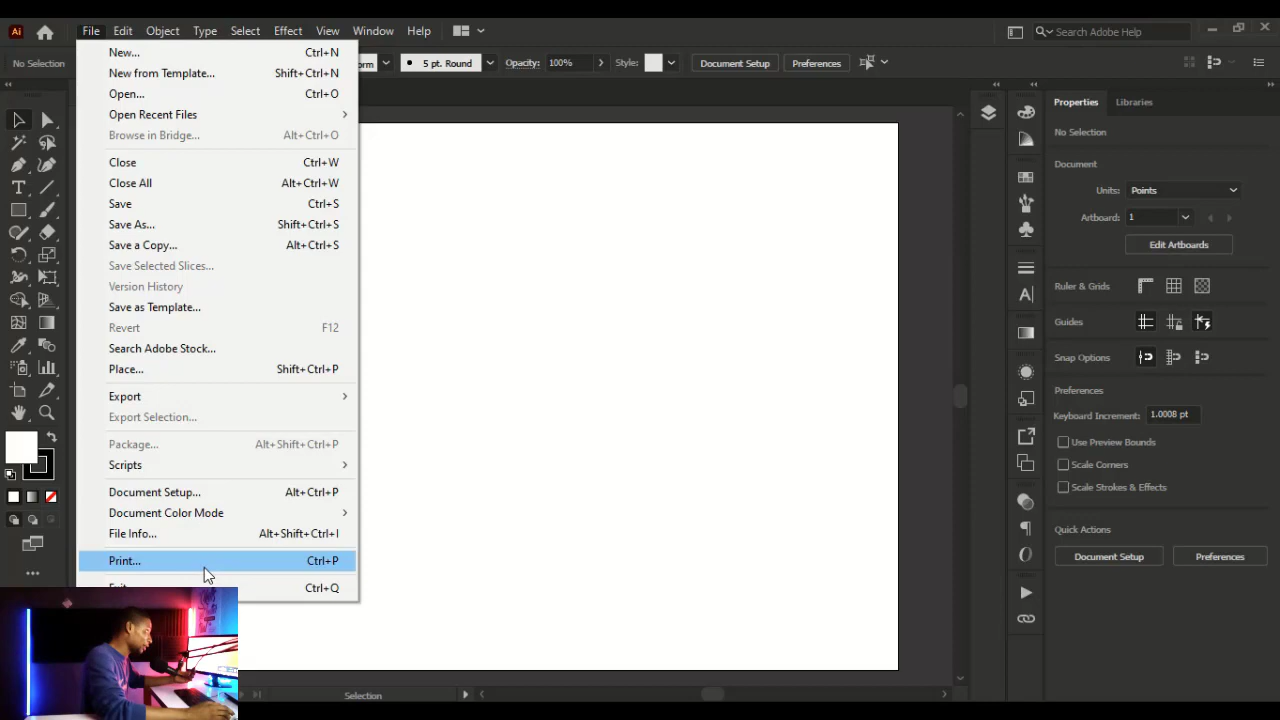 Ai
File Edit Object Type Select Effect View Window Help
Search Adobe Help
No Selection
5 pt. Round
Opacity: 100%
Style:
Document Setup
Preferences
New... Ctrl+N
New from Template... Shift+Ctrl+N
Open... Ctrl+O
Open Recent Files
Browse in Bridge... Alt+Ctrl+O
Close Ctrl+W
Close All Alt+Ctrl+W
Save Ctrl+S
Save As... Shift+Ctrl+S
Save a Copy... Alt+Ctrl+S
Save Selected Slices...
Version History
Save as Template...
Revert F12
Search Adobe Stock...
Place... Shift+Ctrl+P
Export
Export Selection...
Package... Alt+Shift+Ctrl+P
Scripts
Document Setup... Alt+Ctrl+P
Document Color Mode
File Info... Alt+Shift+Ctrl+I
Print... Ctrl+P
Ctrl+Q
Selection
Properties Libraries
No Selection
Document
Units: Points
Artboard: 1
Edit Artboards
Ruler & Grids
Guides
Snap Options
Preferences
Keyboard Increment: 1.0008 pt
Use Preview Bounds
Scale Corners
Scale Strokes & Effects
Quick Actions
Document Setup Preferences